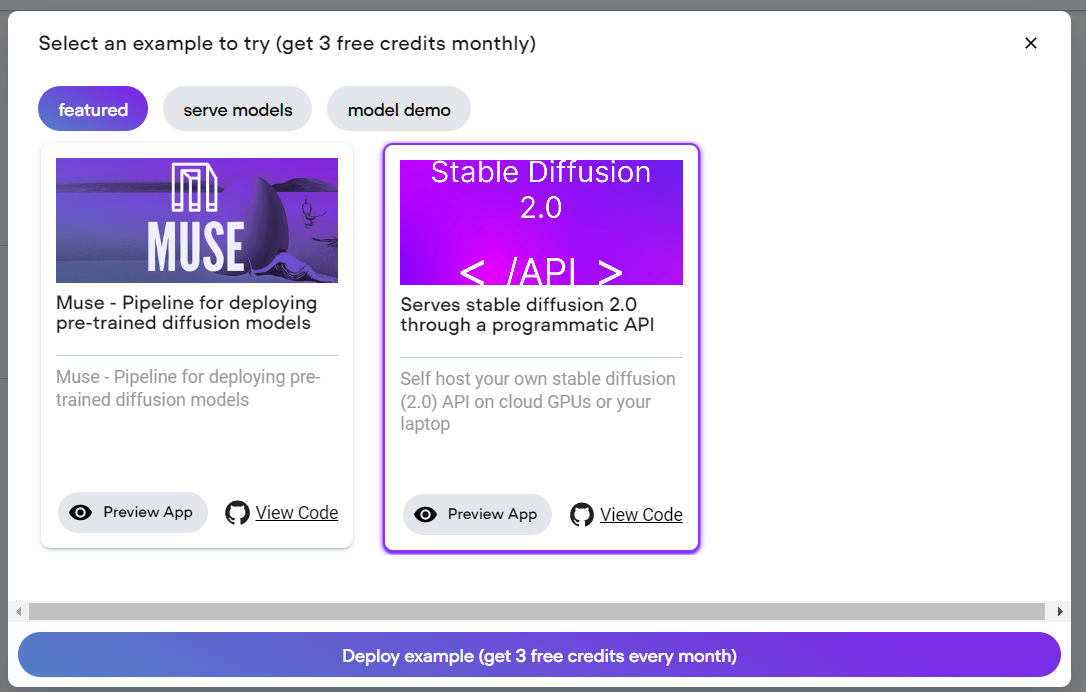 Select an example to try (get 3 free credits monthly)
featured
serve models
model demo
MUSE
Muse - Pipeline for deploying
pre-trained diffusion models
Muse - Pipeline for deploying pre-
trained diffusion models
Preview App
View Code
Stable Diffusion
2.0
< /API >
Serves stable diffusion 2.0
through a programmatic API
Self host your own stable diffusion
(2.0) API on cloud GPUs or your
laptop
Preview App
View Code
Deploy example (get 3 free credits every month)